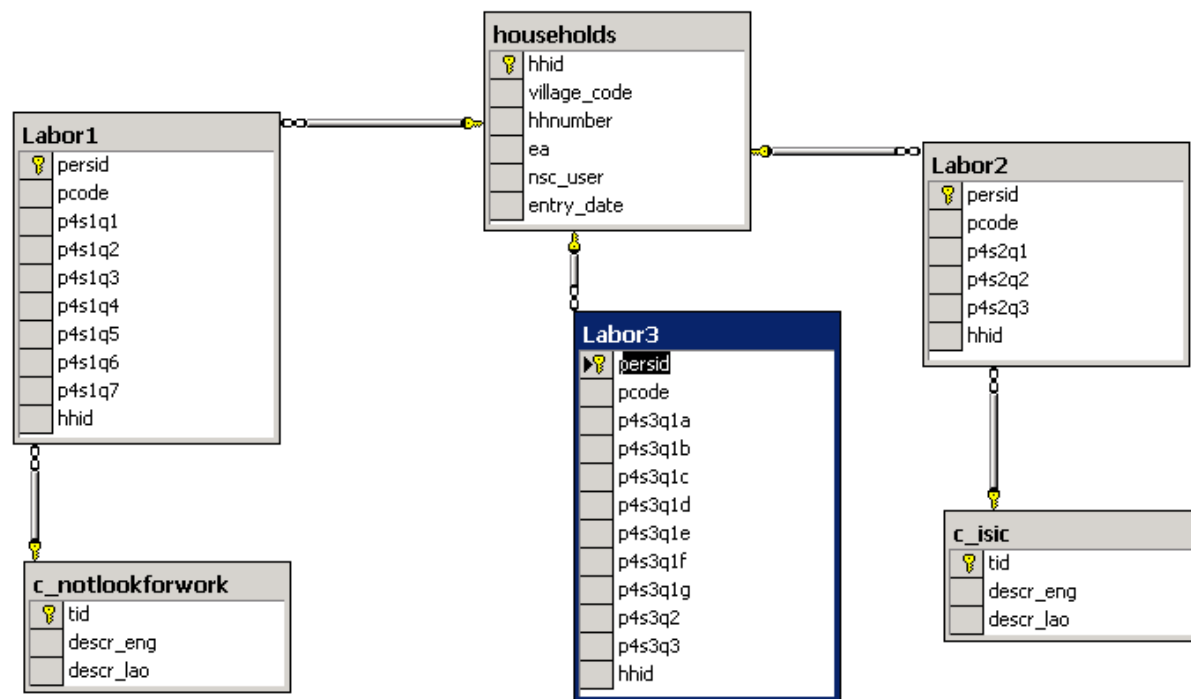 households
hhid
village_code
hhnumber
ea
nsc_user
entry_date
Labor1
persid
pcode
p4s1q1
p4s1q2
p4s1q3
p4s1q4
p4s1q5
p4s1q6
p4s1q7
hhid
Labor2
persid
pcode
p4s2q1
p4s2q2
p4s2q3
hhid
Labor3
persid
pcode
p4s3q1a
p4s3q1b
p4s3q1c
p4s3q1d
p4s3q1e
p4s3q1f
p4s3q1g
p4s3q2
p4s3q3
hhid
c_notlookforwork
tid
descr_eng
descr_lao
c_isic
tid
descr_eng
descr_lao